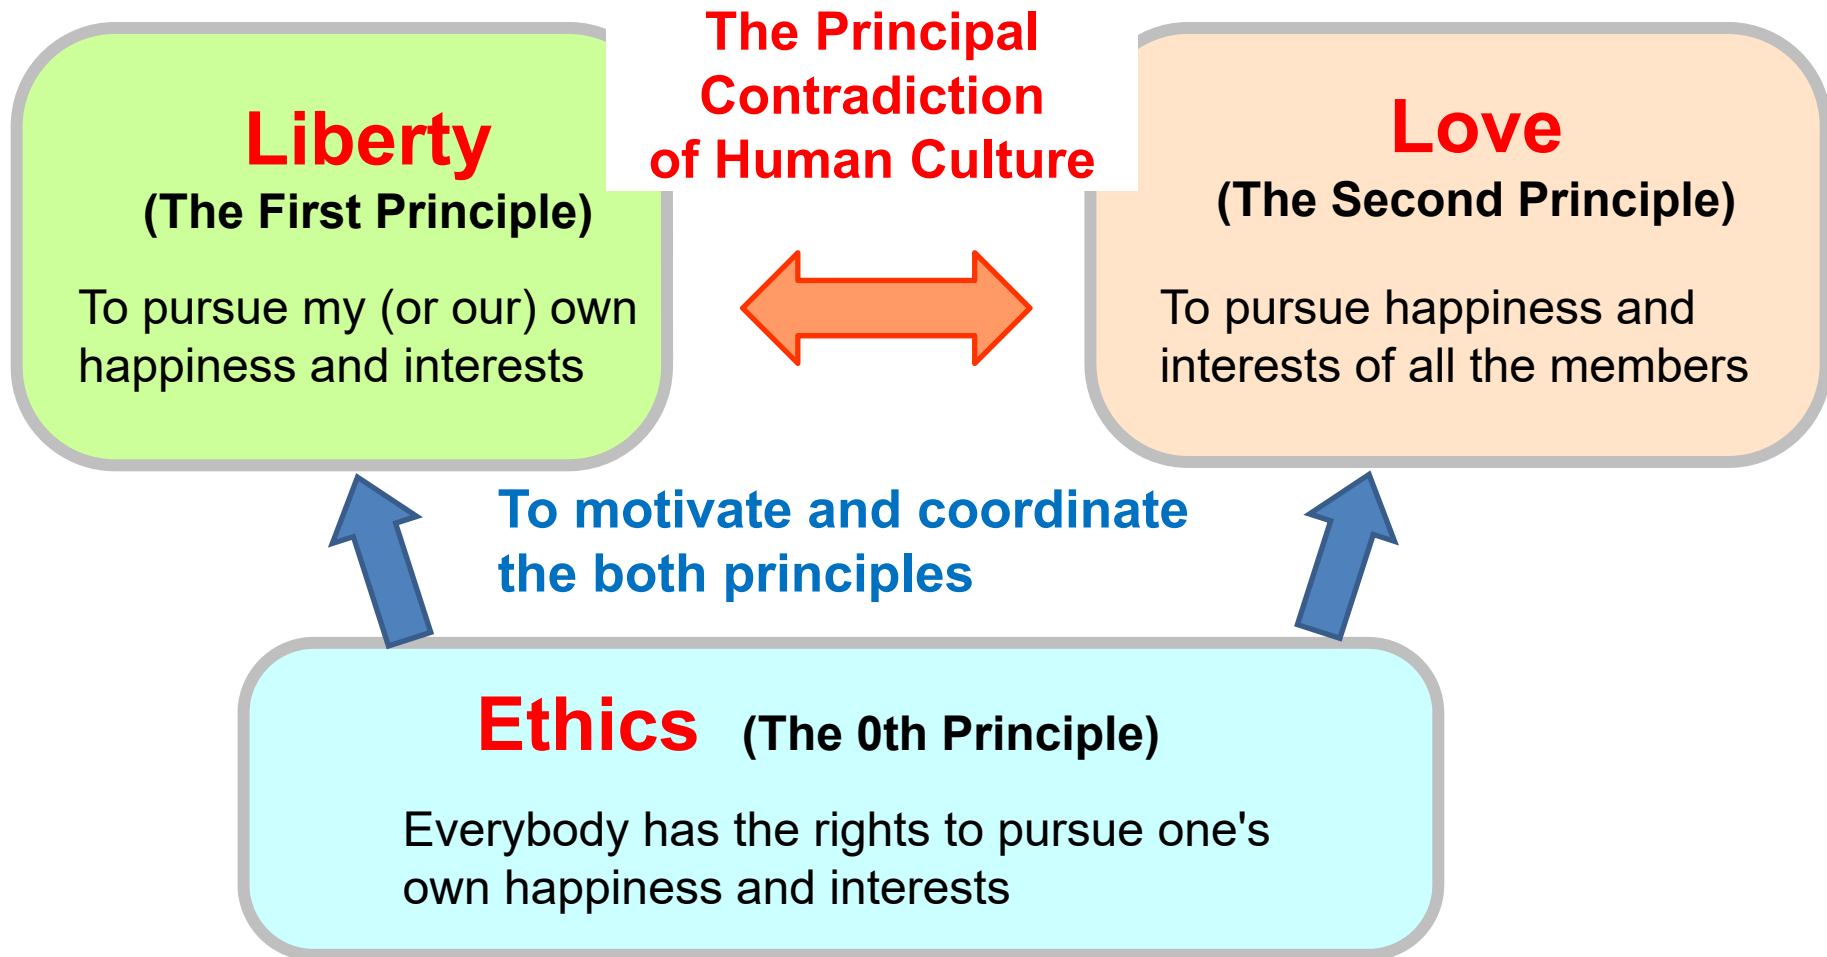 The Principal
Contradiction
of Human Culture
Liberty
(The First Principle)
To pursue my (or our) own
happiness and interests
Love
(The Second Principle)
To pursue happiness and
interests of all the members
To motivate and coordinate
the both principles
Ethics (The 0th Principle)
Everybody has the rights to pursue one's
own happiness and interests